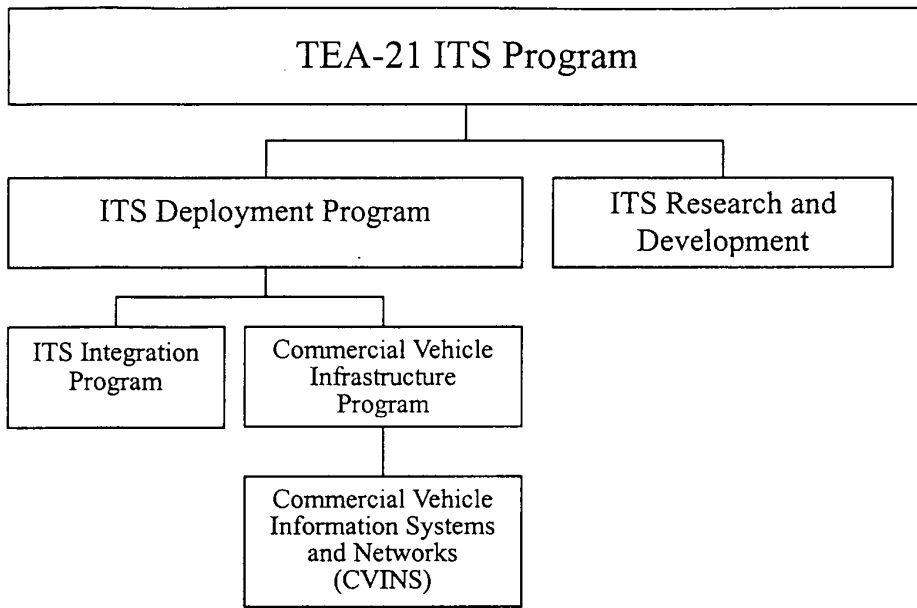 TEA-21 ITS Program
ITS Deployment Program
ITS Research and
Development
ITS Integration
Program
Commercial Vehicle
Infrastructure
Program
Commercial Vehicle
Information Systems
and Networks
(CVINS)